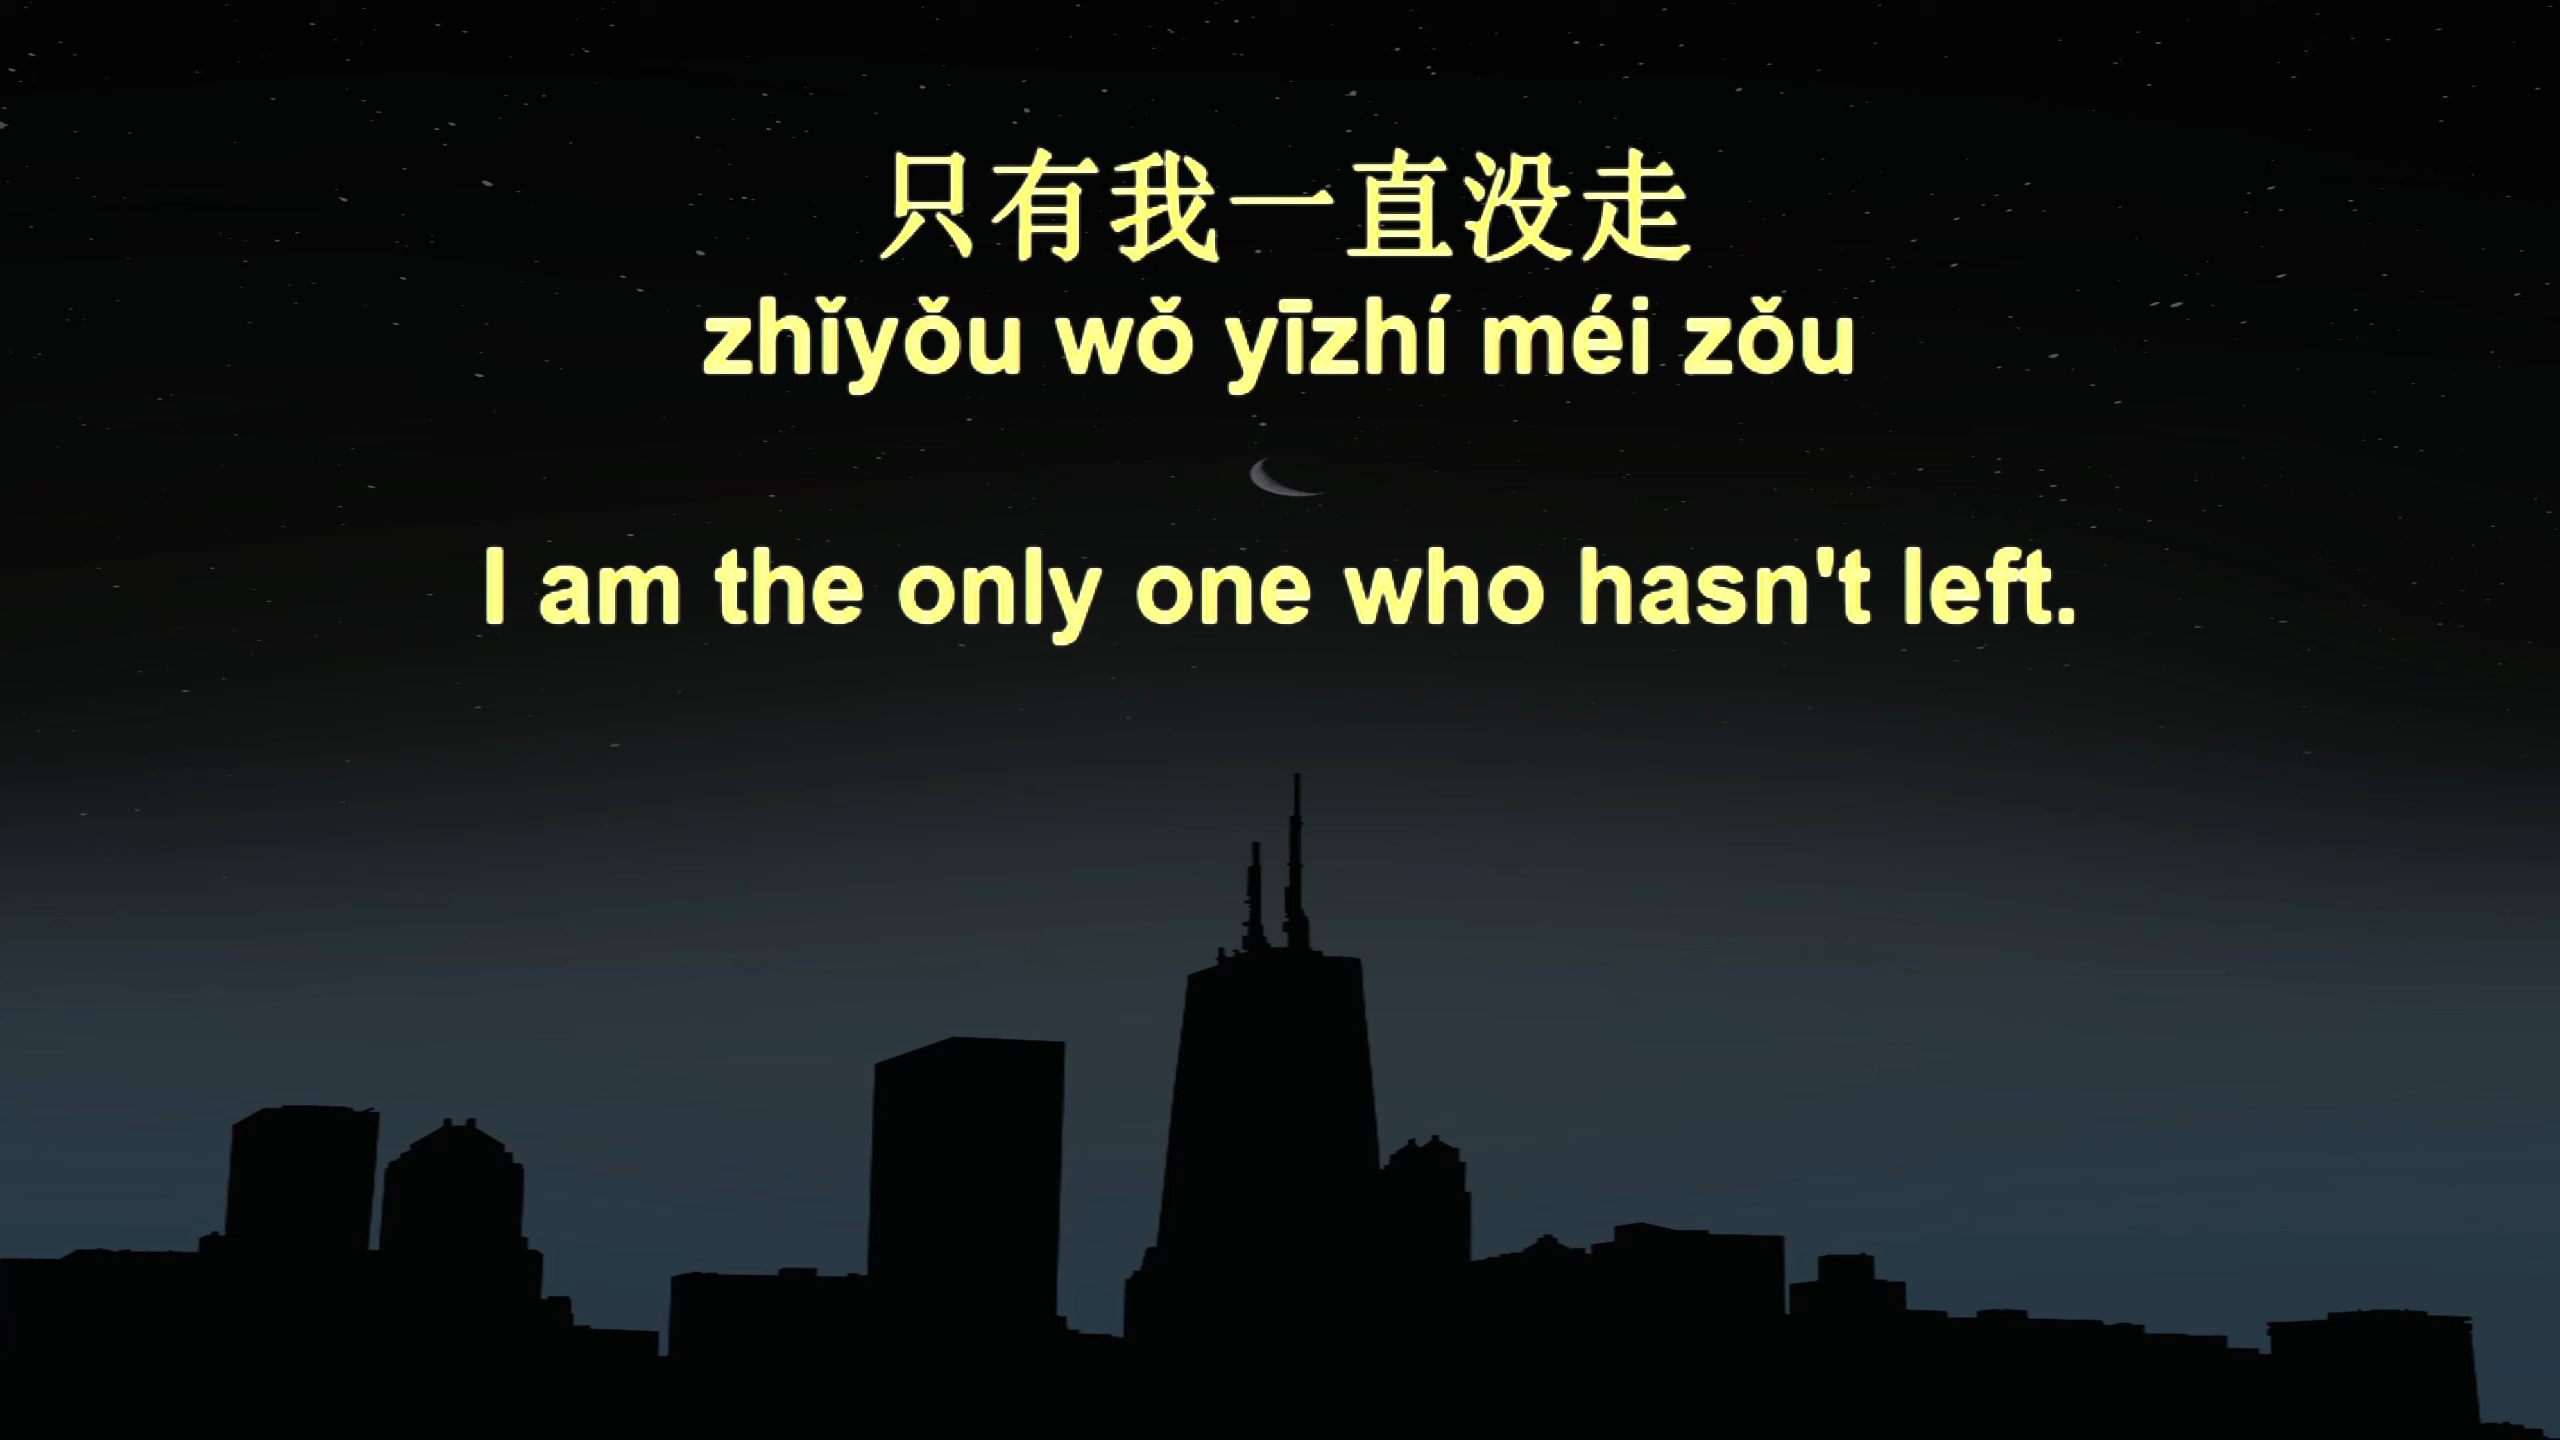 只有我一直没走
zhǐyǒu wǒ yīzhí méi zǒu
I am the only one who hasn't left.